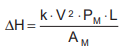 ΔH = k · V² · P_M · L / A_M